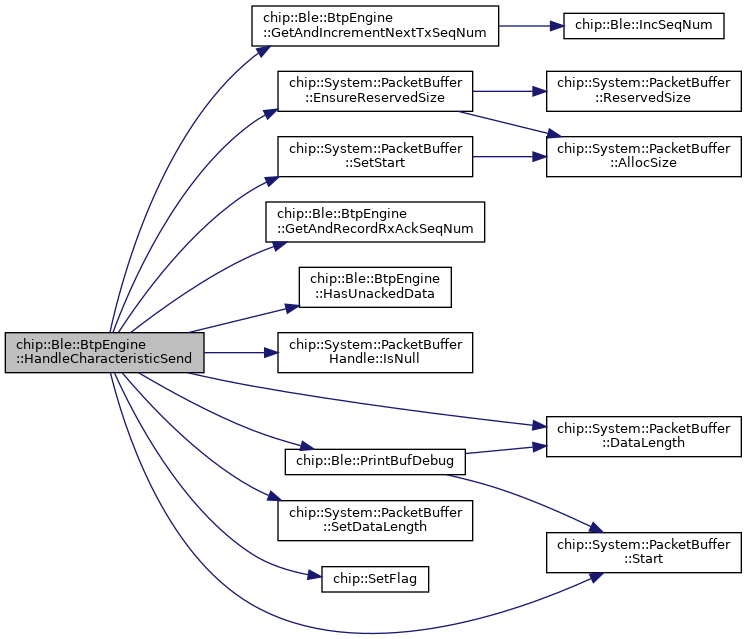 chip::Ble::BtpEngine
::GetAndIncrementNextTxSeqNum
chip::Ble::IncSeqNum
chip::System::PacketBuffer
::EnsureReservedSize
chip::System::PacketBuffer
::ReservedSize
chip::System::PacketBuffer
::SetStart
chip::System::PacketBuffer
::AllocSize
chip::Ble::BtpEngine
::GetAndRecordRxAckSeqNum
chip::Ble::BtpEngine
::HasUnackedData
chip::Ble::BtpEngine
::HandleCharacteristicSend
chip::System::PacketBuffer
Handle::IsNull
chip::System::PacketBuffer
::DataLength
chip::Ble::PrintBufDebug
chip::System::PacketBuffer
::SetDataLength
chip::System::PacketBuffer
::Start
chip::SetFlag